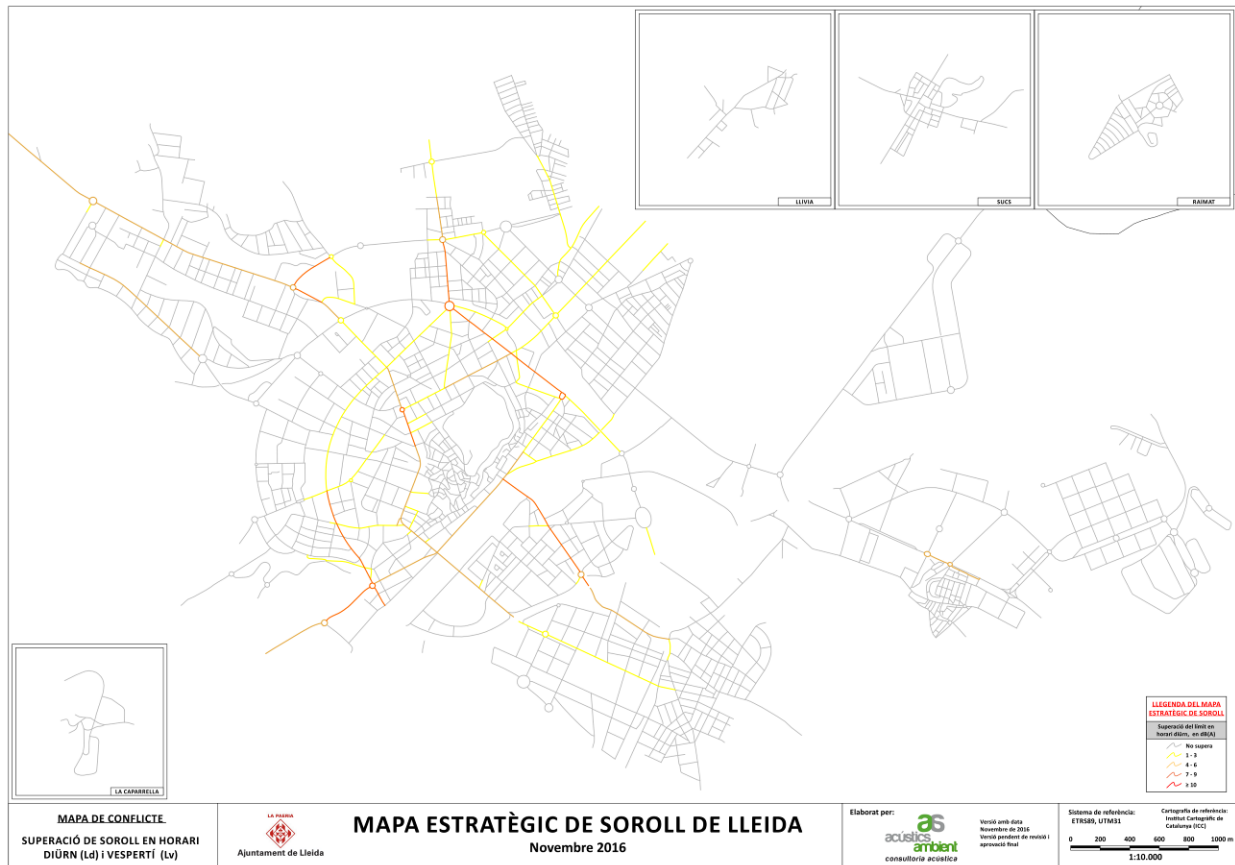 LLIVIA
SUCS
RAIMAT
LA CAPARRELLA
LLEGENDA DEL MAPA
ESTRATÈGIC DE SOROLL
Superació del límit en
horari diürn, en dB(A)
No supera
1 - 3
4 - 6
7 - 9
≥ 10
MAPA DE CONFLICTE
SUPERACIÓ DE SOROLL EN HORARI
DIÜRN (Ld) i VESPERTÍ (Lv)
LA PAERIA
Ajuntament de Lleida
MAPA ESTRATÈGIC DE SOROLL DE LLEIDA
Novembre 2016
Elaborat per:
as
acústics
ambient
consultoria acústica
Versió amb data
Novembre de 2016
Versió pendent de revisió i
aprovació final
Sistema de referència:
ETRS89, UTM31
Cartografia de referència:
Institut Cartogràfic de
Catalunya (ICC)
0 200 400 600 800 1000 m
1:10.000